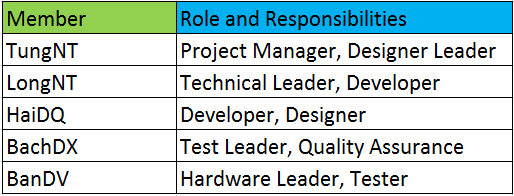 Member Role and Responsibilities
TungNT Project Manager, Designer Leader
LongNT Technical Leader, Developer
HaiDQ Developer, Designer
BachDX Test Leader, Quality Assurance
BanDV Hardware Leader, Tester